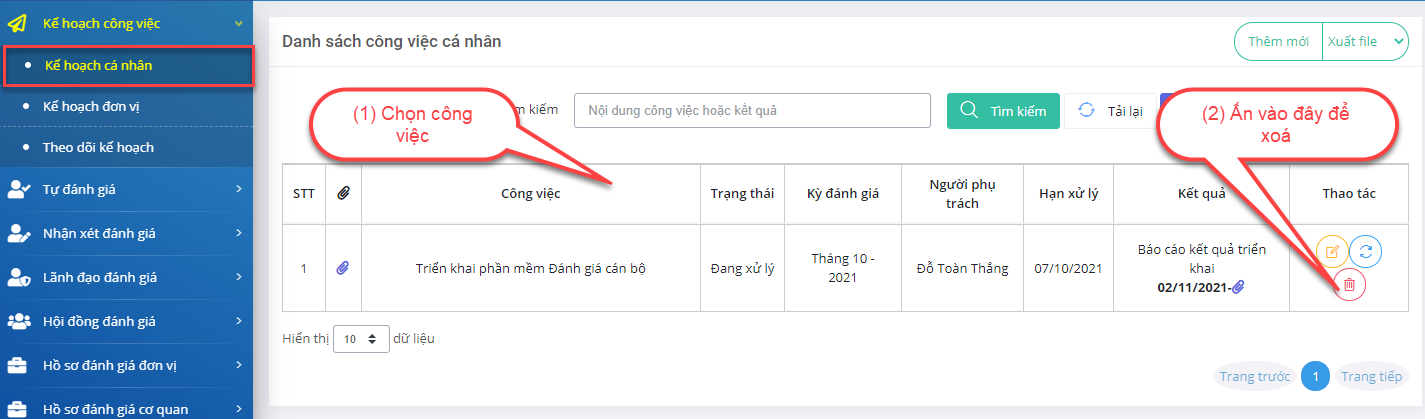 Kế hoạch công việc
Kế hoạch cá nhân
Kế hoạch đơn vị
Theo dõi kế hoạch
Tự đánh giá
Nhận xét đánh giá
Lãnh đạo đánh giá
Hội đồng đánh giá
Hồ sơ đánh giá đơn vị
Hồ sơ đánh giá cơ quan
Danh sách công việc cá nhân
Thêm mới
Xuất file
(1) Chọn công
việc
kiếm
Nội dung công việc hoặc kết quả
Tìm kiếm
Tải lại
(2) Ấn vào đây để
xoá
STT
Công việc
Trạng thái
Kỳ đánh giá
Người phụ
trách
Hạn xử lý
Kết quả
Thao tác
1
Triển khai phần mềm Đánh giá cán bộ
Đang xử lý
Tháng 10 -
2021
Đỗ Toàn Thắng
07/10/2021
Báo cáo kết quả triển
khai
02/11/2021-
Hiển thị 10 dữ liệu
Trang trước 1 Trang tiếp